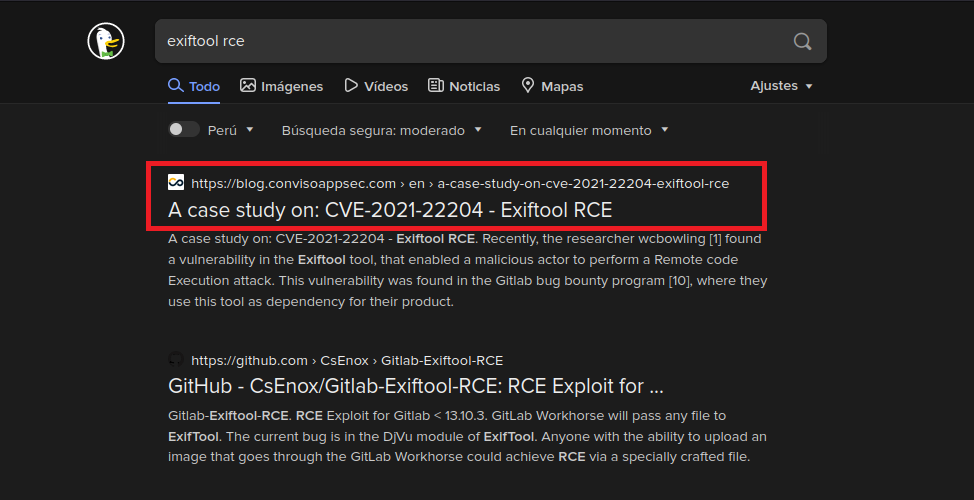 exiftool rce
Todo Imágenes Vídeos Noticias Mapas Ajustes
Perú Búsqueda segura: moderado En cualquier momento
https://blog.convisoappsec.com › en › a-case-study-on-cve-2021-22204-exiftool-rce
A case study on: CVE-2021-22204 - Exiftool RCE
A case study on: CVE-2021-22204 - Exiftool RCE. Recently, the researcher wcbowling [1] found
a vulnerability in the Exiftool tool, that enabled a malicious actor to perform a Remote code
Execution attack. This vulnerability was found in the Gitlab bug bounty program [10], where they
use this tool as dependency for their product.
https://github.com › CsEnox › Gitlab-Exiftool-RCE
GitHub - CsEnox/Gitlab-Exiftool-RCE: RCE Exploit for ...
Gitlab-Exiftool-RCE. RCE Exploit for Gitlab < 13.10.3. GitLab Workhorse will pass any file to
ExifTool. The current bug is in the DjVu module of ExifTool. Anyone with the ability to upload an
image that goes through the GitLab Workhorse could achieve RCE via a specially crafted file.